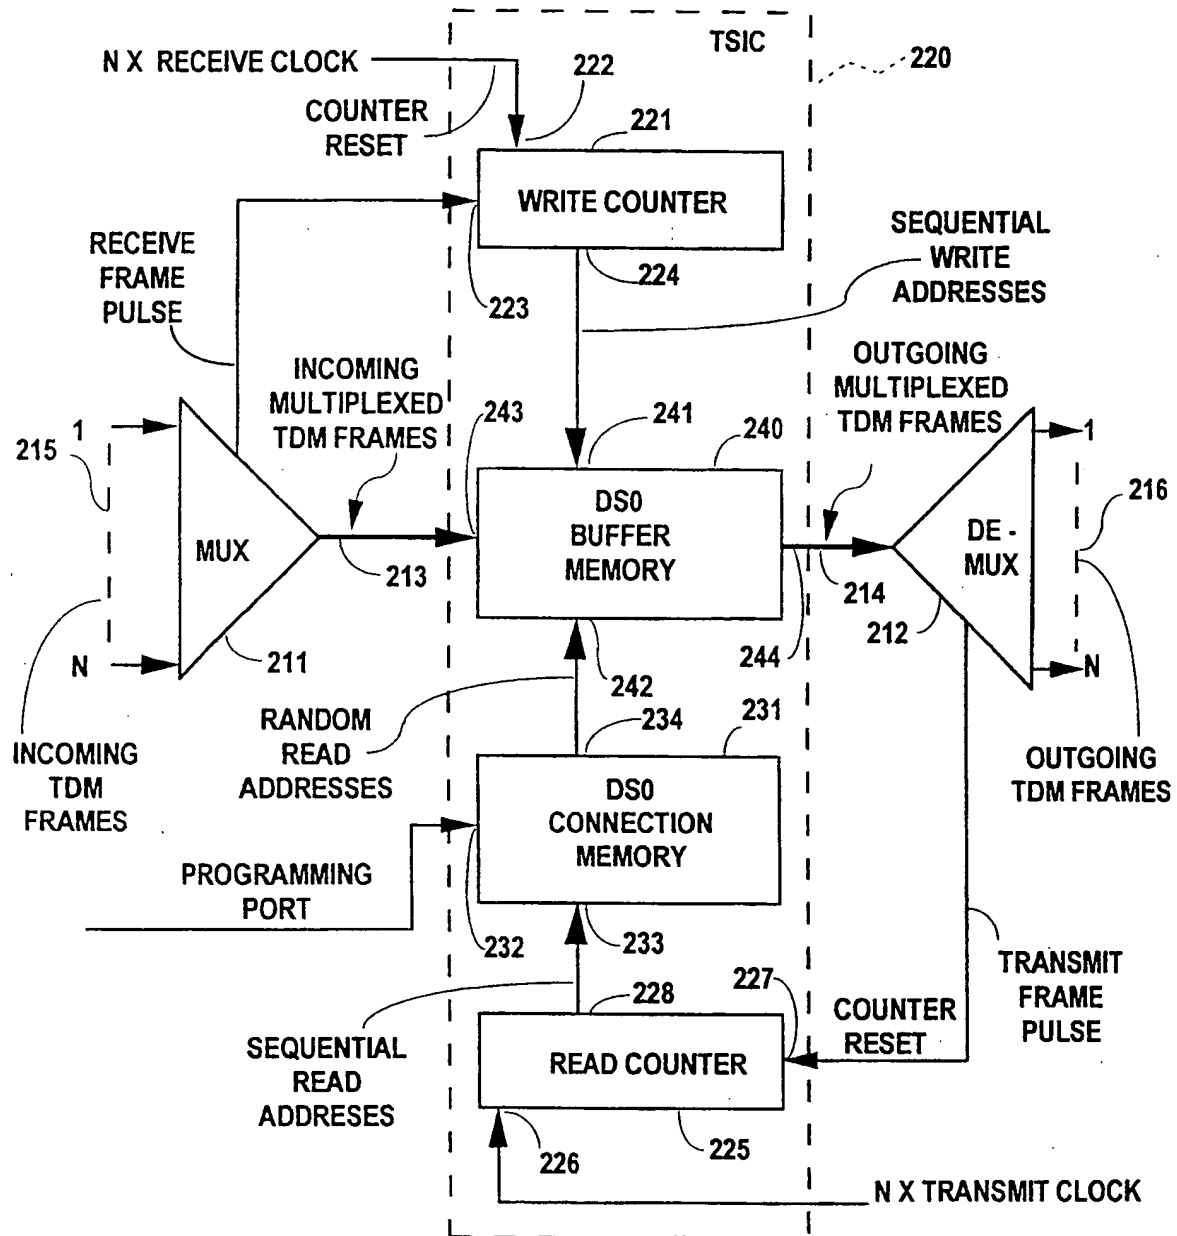 TSIC
220
N X RECEIVE CLOCK
222
COUNTER
RESET
221
WRITE COUNTER
RECEIVE
FRAME
PULSE
223
224
SEQUENTIAL
WRITE
ADDRESSES
INCOMING
MULTIPLEXED
TDM FRAMES
243
241
240
OUTGOING
MULTIPLEXED
TDM FRAMES
215
1
N
MUX
213
211
DS0
BUFFER
MEMORY
244
214
212
DE -
MUX
1
N
216
242
INCOMING
TDM
FRAMES
RANDOM
READ
ADDRESSES
234
231
DS0
CONNECTION
MEMORY
OUTGOING
TDM FRAMES
PROGRAMMING
PORT
232
233
SEQUENTIAL
READ
ADDRESES
228
227
COUNTER
RESET
TRANSMIT
FRAME
PULSE
READ COUNTER
226
225
N X TRANSMIT CLOCK